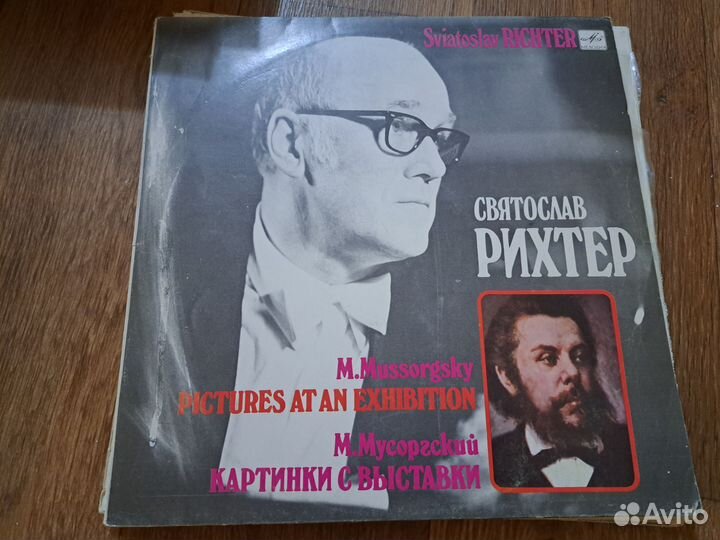 Sviatoslav RICHTER
СВЯТОСЛАВ
РИХТЕР
M.Mussorgsky
PICTURES AT AN EXHIBITION
М.Мусоргский
КАРТИНКИ С ВЫСТАВКИ
Avito